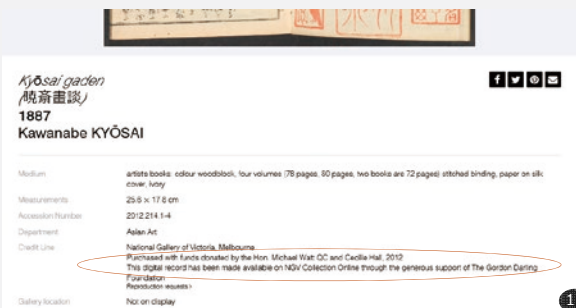 Kyōsai gaden
(暁斎畫談)
1887
Kawanabe KYŌSAI
Medium
artists books: colour woodblock, four volumes (78 pages, 80 pages, two books are 72 pages) stitched binding, paper on silk
cover, ivory
Measurements
25.6 × 17.6 cm
Accession Number
2012.214.1-4
Department
Asian Art
Credit Line
National Gallery of Victoria, Melbourne
Purchased with funds donated by the Hon. Michael Watt QC and Cecilie Hall, 2012
This digital record has been made available on NGV Collection Online through the generous support of The Gordon Darling
Foundation
Reproduction requests>
Gallery location
Not on display
1